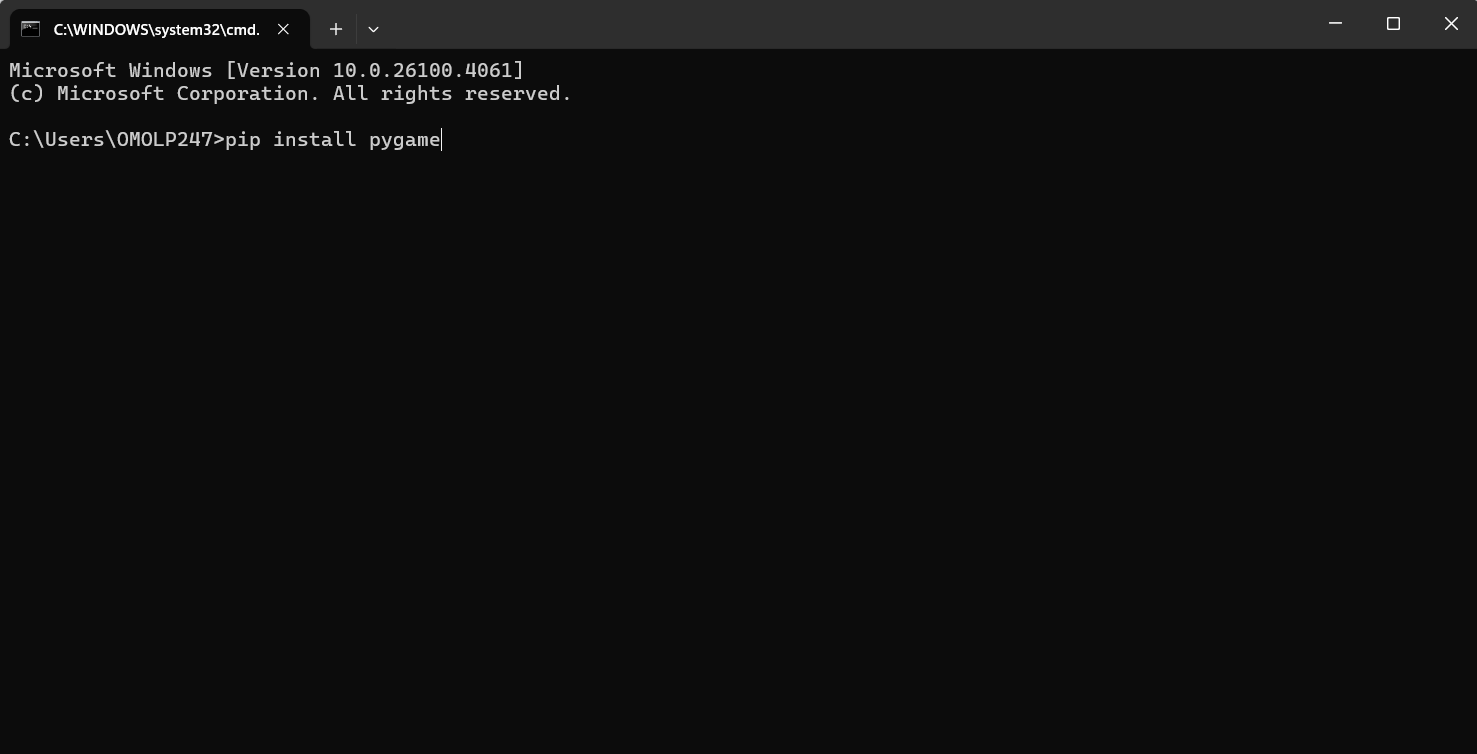 C:\WINDOWS\system32\cmd.
Microsoft Windows [Version 10.0.26100.4061]
(c) Microsoft Corporation. All rights reserved.
C:\Users\OMOLP247>pip install pygame